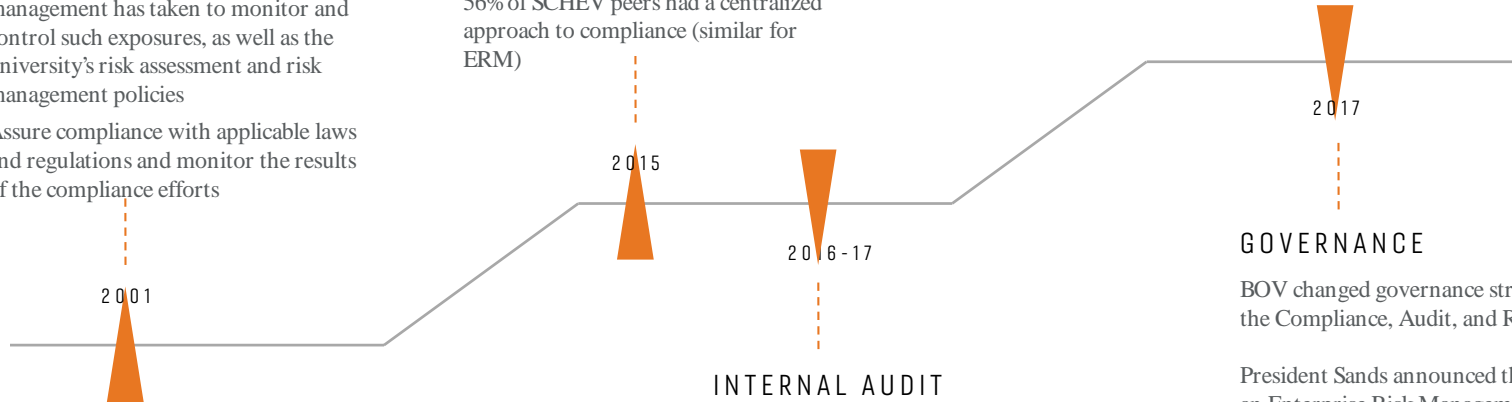 management has taken to monitor and
control such exposures, as well as the
university's risk assessment and risk
management policies
Assure compliance with applicable laws
and regulations and monitor the results
of the compliance efforts
2001
56% of SCHEV peers had a centralized
approach to compliance (similar for
ERM)
2015
2016-17
INTERNAL AUDIT
2017
GOVERNANCE
BOV changed governance
the Compliance, Audit, and
President Sands announced
an Enterprise Risk